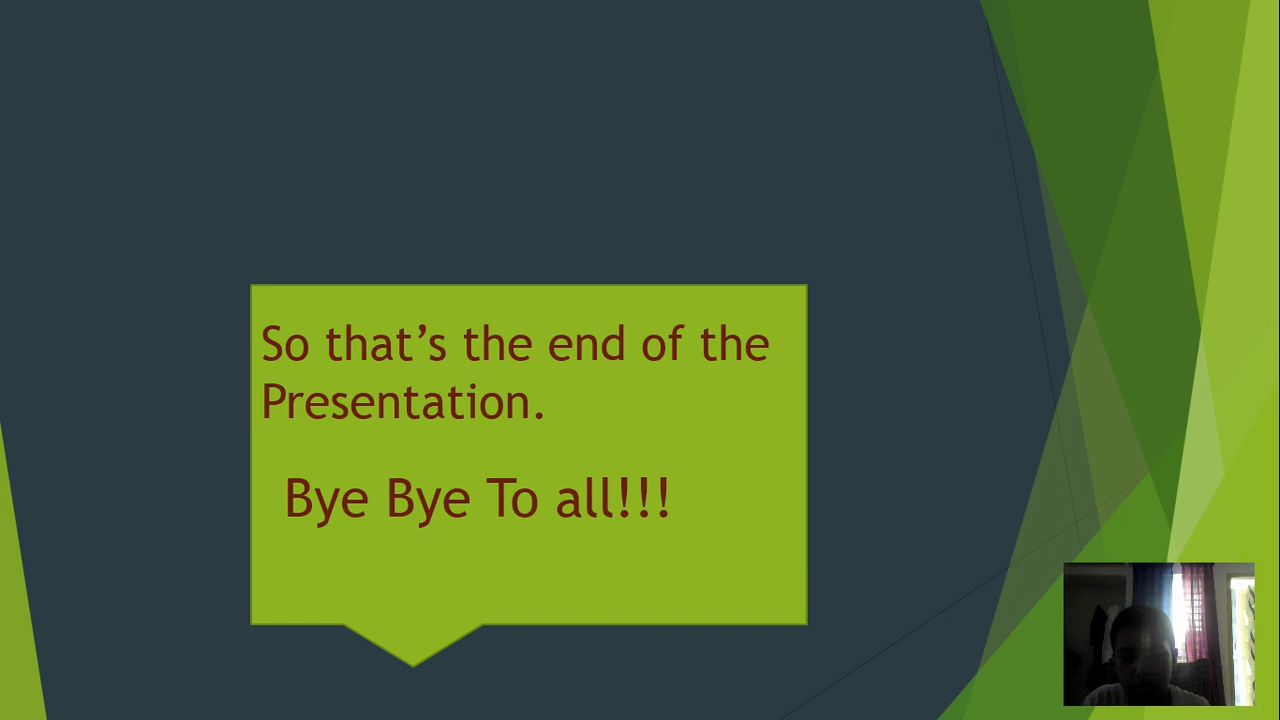 So that’s the end of the
Presentation.
Bye Bye To all!!!